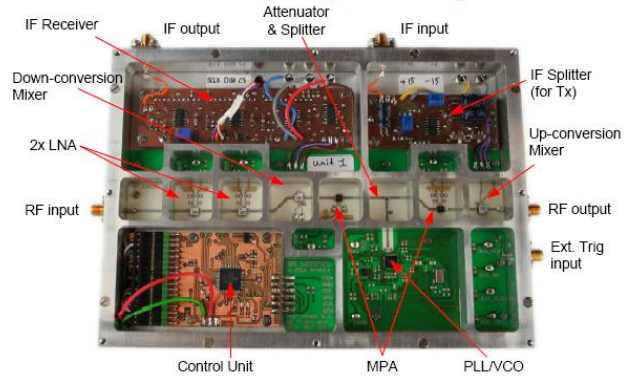 Attenuator
& Splitter
IF Receiver
IF output
IF input
Down-conversion
Mixer
IF Splitter
(for Tx)
+15 -15
2x LNA
Unit 1
Up-conversion
Mixer
RF input
RF output
Ext. Trig
input
Control Unit
MPA
PLL/VCO